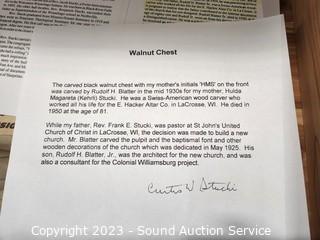 Walnut Chest
The carved black walnut chest with my mother's initials 'HMS' on the front
was carved by Rudolf H. Blatter in the mid 1930s for my mother, Hulda
Magareta (Kehrli) Stucki. He was a Swiss-American wood carver who
worked all his life for the E. Hacker Altar Co. in LaCrosse, WI. He died in
1950 at the age of 81.
While my father, Rev. Frank E. Stucki, was pastor at St John's United
Church of Christ in LaCrosse, WI, the decision was made to build a new
church. Mr. Blatter carved the pulpit and the baptismal font and other
wooden decorations of the church which was dedicated in May 1925. His
son, Rudolf H. Blatter, Jr., was the architect for the new church, and was
also a consultant for the Colonial Williamsburg project.
Curtis W Stucki
Copyright 2023 - Sound Auction Service